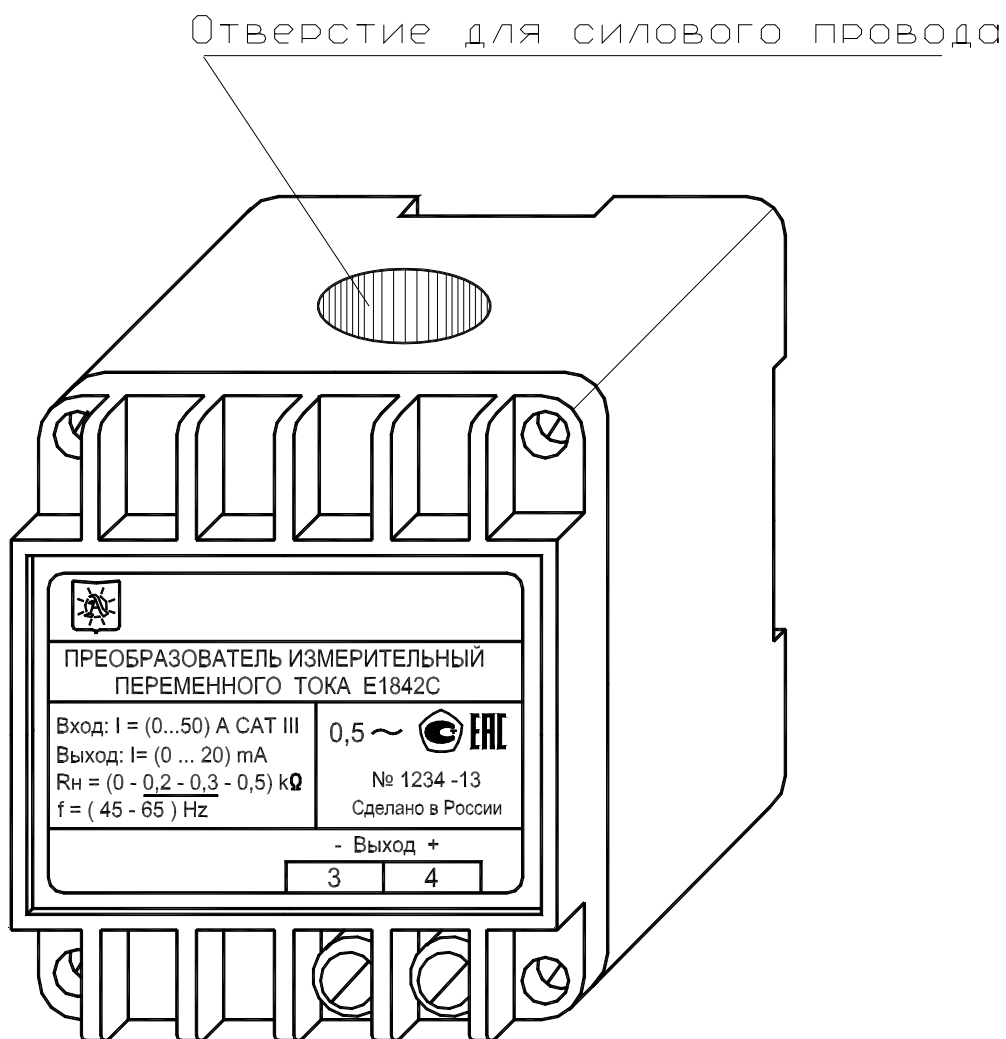 Отверстие для силового провода
ПРЕОБРАЗОВАТЕЛЬ ИЗМЕРИТЕЛЬНЫЙ
ПЕРЕМЕННОГО ТОКА Е1842С
Вход: I = (0...50) А САТ III
Выход: I= (0 ... 20) mA
Rн = (0 - 0,2 - 0,3 - 0,5) kΩ
f = ( 45 - 65 ) Hz
0,5 ~ EAC
№ 1234 -13
Сделано в России
- Выход +
3 4